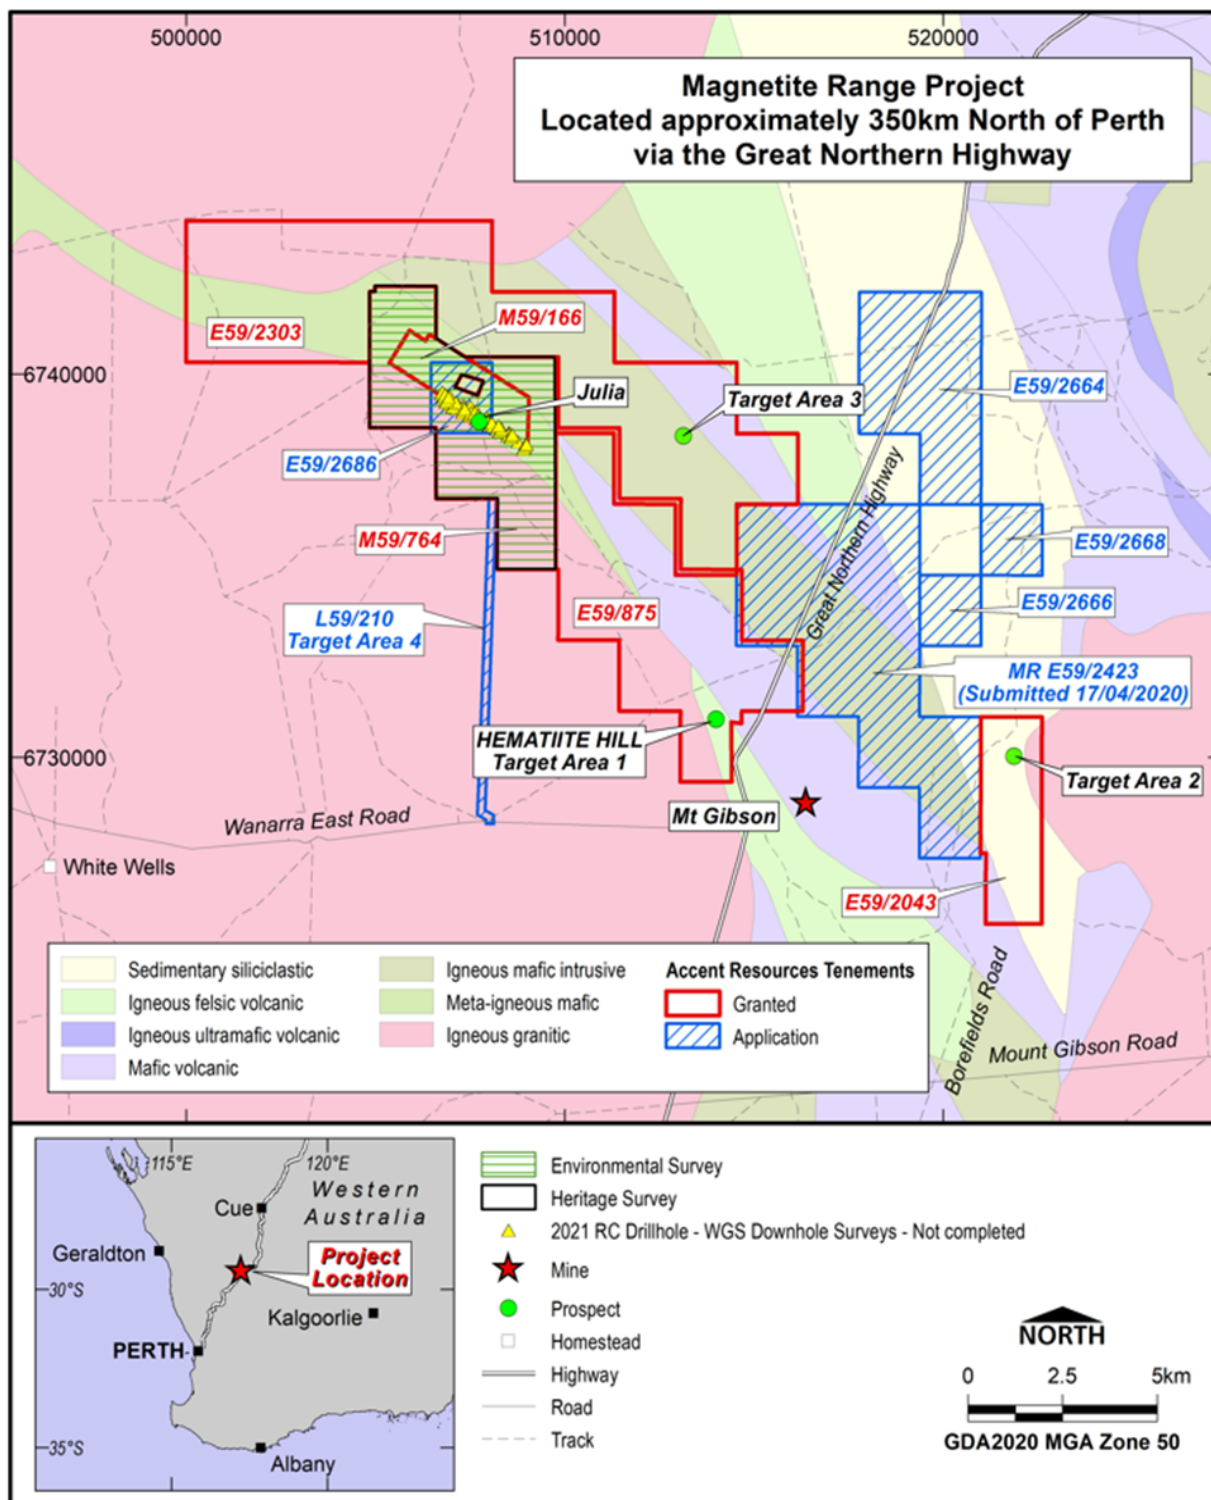 500000
510000
520000
Magnetite Range Project
Located approximately 350km North of Perth
via the Great Northern Highway
E59/2303
M59/166
6740000
Julia
Target Area 3
E59/2664
E59/2686
Great Northern Highway
M59/764
E59/2668
E59/2666
L59/210
Target Area 4
E59/875
MR E59/2423
(Submitted 17/04/2020)
HEMATIITE HILL
Target Area 1
6730000
Target Area 2
Mt Gibson
Wanarra East Road
White Wells
E59/2043
Borefields Road
Mount Gibson Road
Sedimentary siliciclastic
Igneous felsic volcanic
Igneous ultramafic volcanic
Mafic volcanic
Igneous mafic intrusive
Meta-igneous mafic
Igneous granitic
Accent Resources Tenements
Granted
Application
115°E
120°E
Western
Australia
Cue
Geraldton
Project
Location
30°S
Kalgoorlie
PERTH
35°S
Albany
Environmental Survey
Heritage Survey
2021 RC Drillhole - WGS Downhole Surveys - Not completed
Mine
Prospect
Homestead
Highway
Road
Track
NORTH
0 2.5 5km
GDA2020 MGA Zone 50